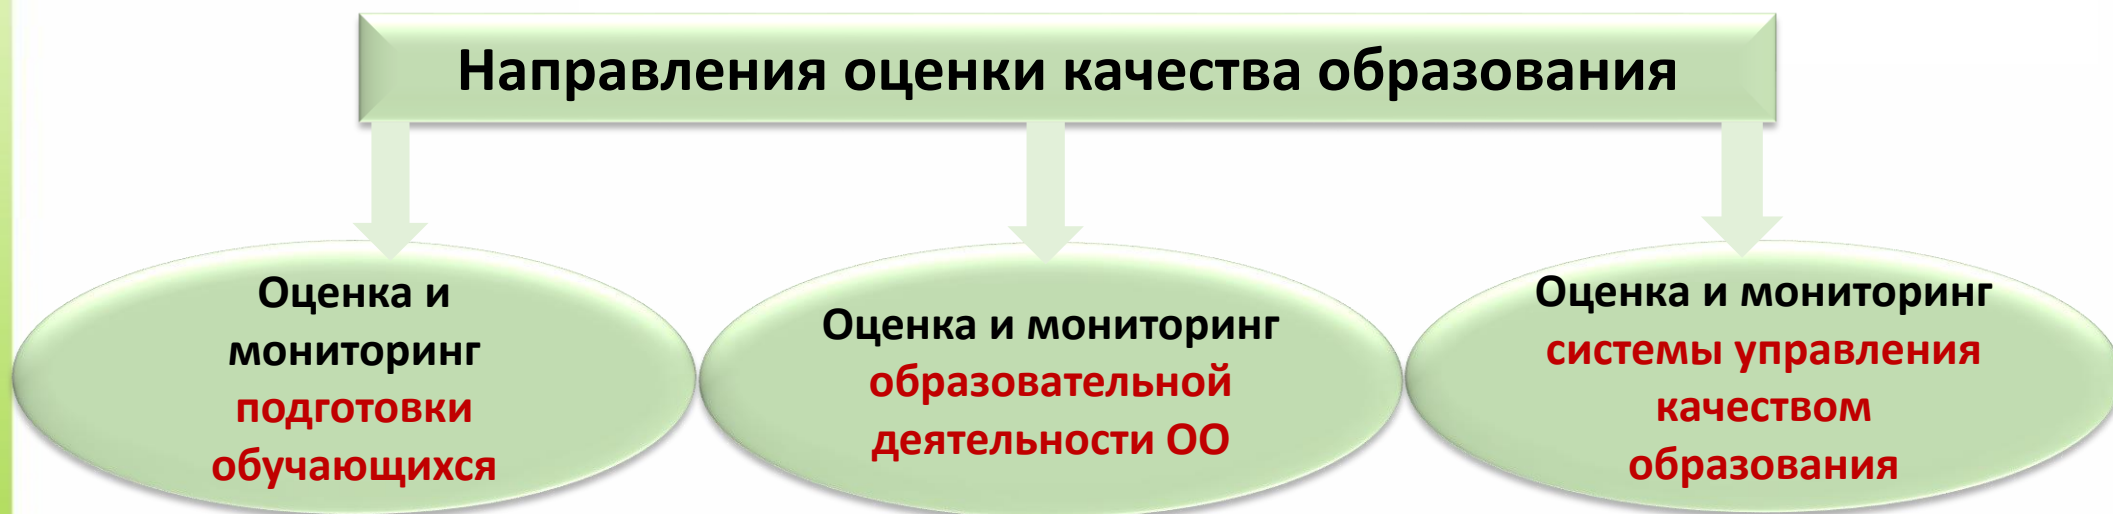 Направления оценки качества образования
Оценка и
мониторинг
подготовки
обучающихся
Оценка и мониторинг
образовательной
деятельности ОО
Оценка и мониторинг
системы управления
качеством
образования